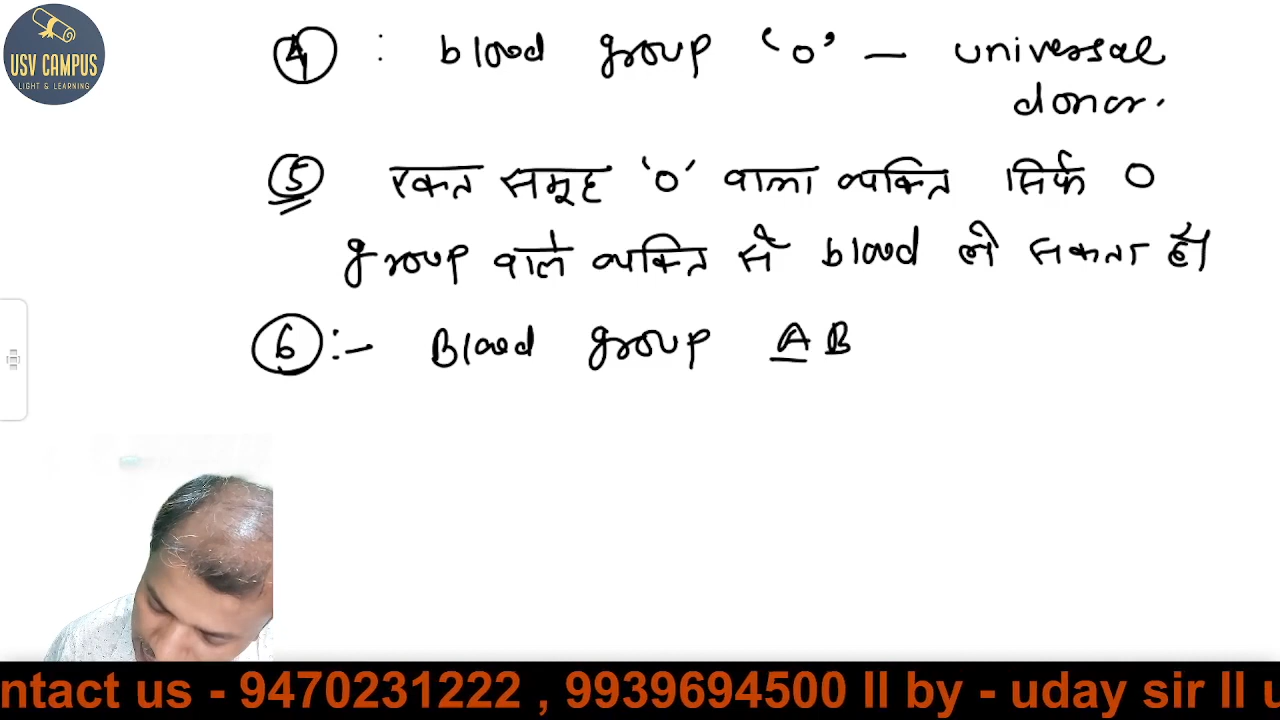 USV CAMPUS
LIGHT & LEARNING
4 : blood group 'o' — universal
donor.
5 रक्त समूह 'o' वाला व्यक्ति सिर्फ O
group वाले व्यक्ति से blood ले सकता है।
6 :- Blood group AB
ntact us - 9470231222 , 9939694500 ll by - uday sir ll u